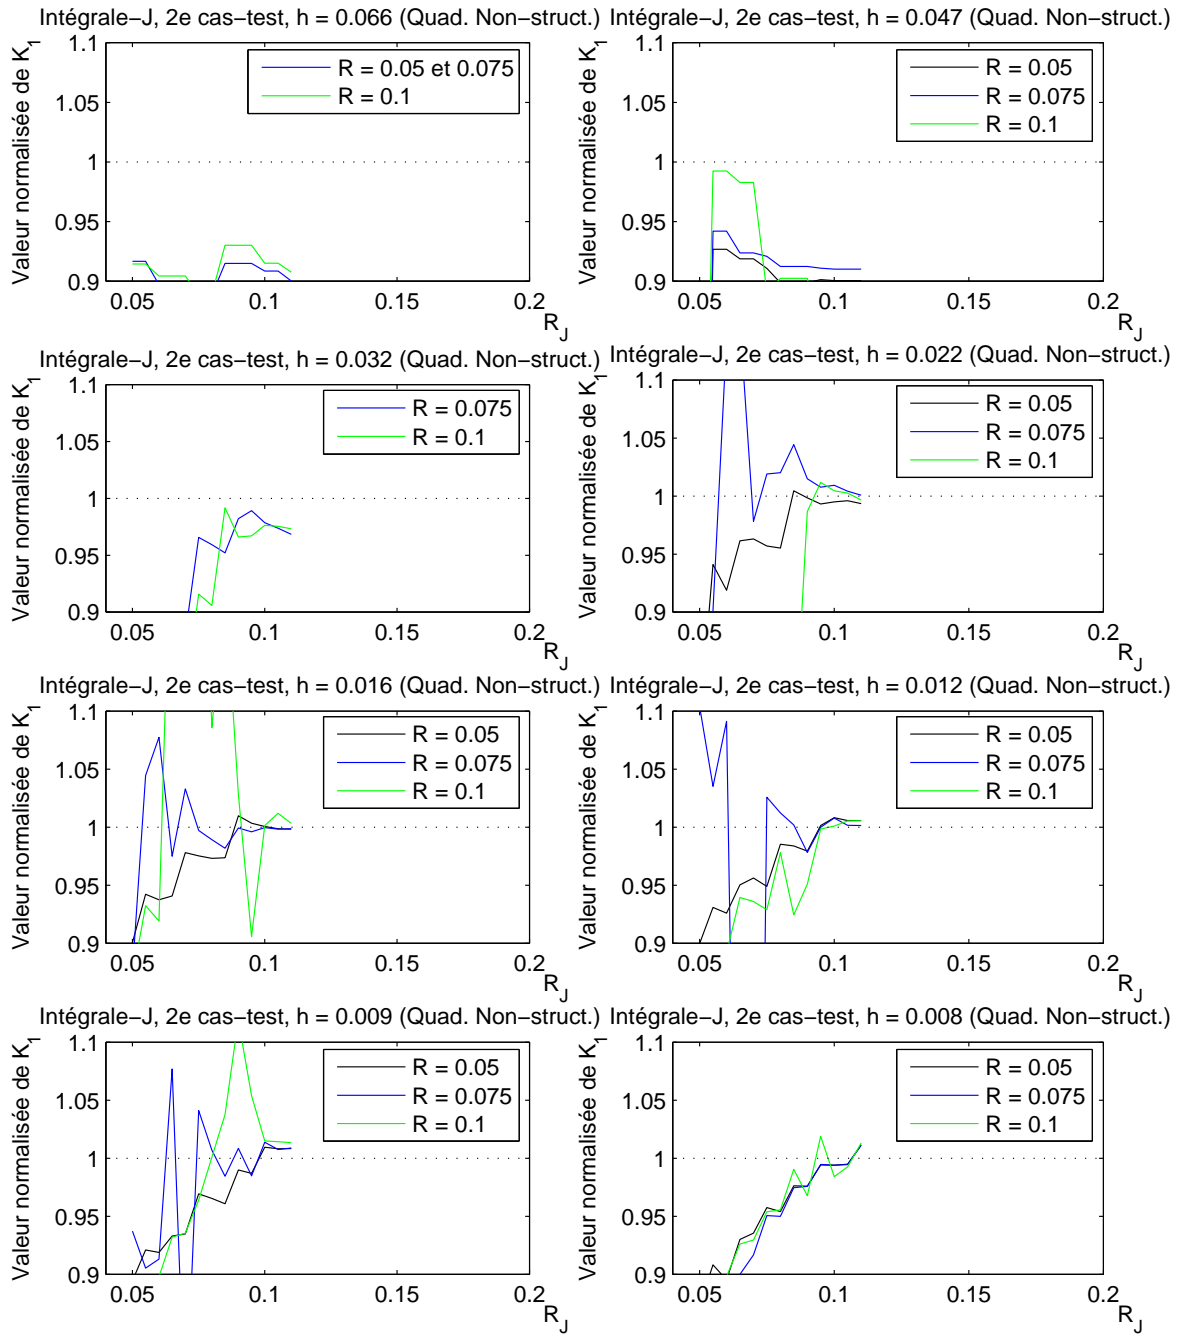 Intégrale−J, 2e cas−test, h = 0.066 (Quad. Non−struct.)
Valeur normalisée de K1
1.1
1.05
1
0.95
0.9
0.05
0.1
0.15
0.2
RJ
R = 0.05 et 0.075
R = 0.1
Intégrale−J, 2e cas−test, h = 0.047 (Quad. Non−struct.)
Valeur normalisée de K1
1.1
1.05
1
0.95
0.9
0.05
0.1
0.15
0.2
RJ
R = 0.05
R = 0.075
R = 0.1
Intégrale−J, 2e cas−test, h = 0.032 (Quad. Non−struct.)
Valeur normalisée de K1
1.1
1.05
1
0.95
0.9
0.05
0.1
0.15
0.2
RJ
R = 0.075
R = 0.1
Intégrale−J, 2e cas−test, h = 0.022 (Quad. Non−struct.)
Valeur normalisée de K1
1.1
1.05
1
0.95
0.9
0.05
0.1
0.15
0.2
RJ
R = 0.05
R = 0.075
R = 0.1
Intégrale−J, 2e cas−test, h = 0.016 (Quad. Non−struct.)
Valeur normalisée de K1
1.1
1.05
1
0.95
0.9
0.05
0.1
0.15
0.2
RJ
R = 0.05
R = 0.075
R = 0.1
Intégrale−J, 2e cas−test, h = 0.012 (Quad. Non−struct.)
Valeur normalisée de K1
1.1
1.05
1
0.95
0.9
0.05
0.1
0.15
0.2
RJ
R = 0.05
R = 0.075
R = 0.1
Intégrale−J, 2e cas−test, h = 0.009 (Quad. Non−struct.)
Valeur normalisée de K1
1.1
1.05
1
0.95
0.9
0.05
0.1
0.15
0.2
RJ
R = 0.05
R = 0.075
R = 0.1
Intégrale−J, 2e cas−test, h = 0.008 (Quad. Non−struct.)
Valeur normalisée de K1
1.1
1.05
1
0.95
0.9
0.05
0.1
0.15
0.2
RJ
R = 0.05
R = 0.075
R = 0.1